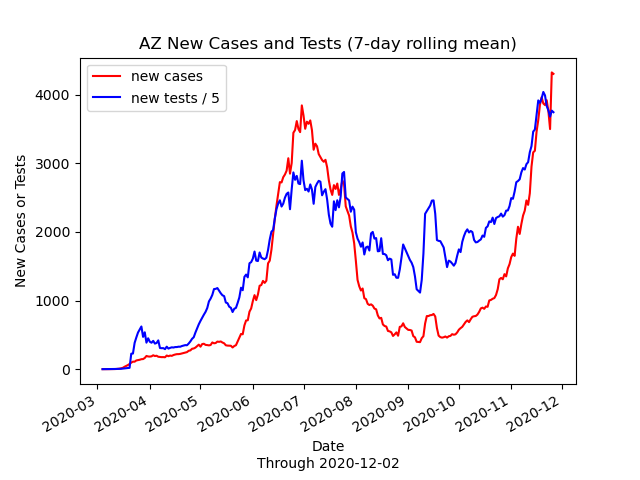 AZ New Cases and Tests (7-day rolling mean)
new cases
new tests / 5
4000
3000
2000
1000
0
New Cases or Tests
2020-03
2020-04
2020-05
2020-06
2020-07
2020-08
2020-09
2020-10
2020-11
2020-12
Date
Through 2020-12-02